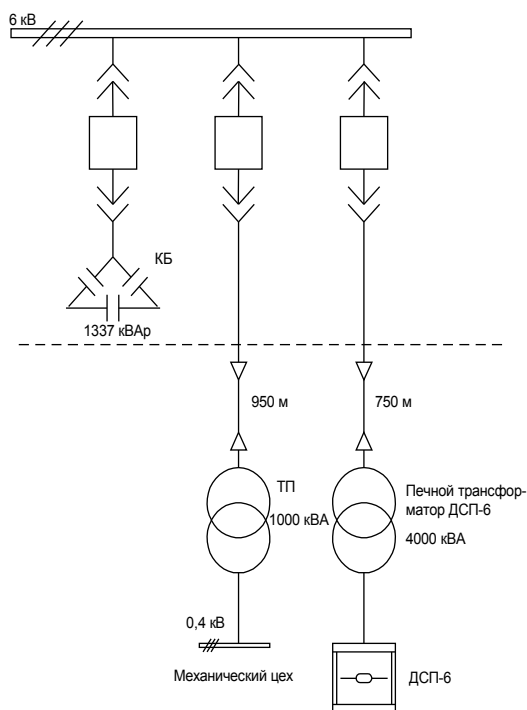 6 кВ
КБ
1337 кВАр
950 м
750 м
ТП
1000 кВА
Печной трансфор-
матор ДСП-6
4000 кВА
0,4 кВ
Механический цех
ДСП-6